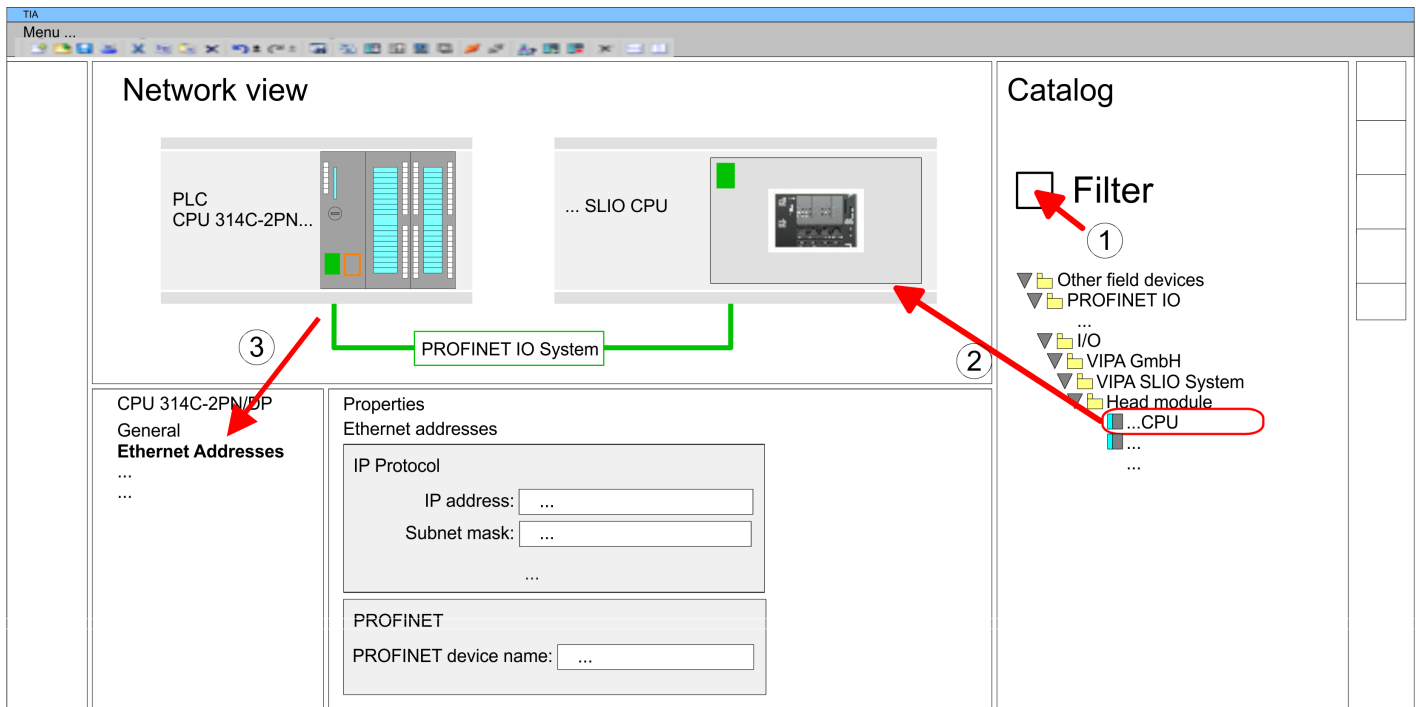 TIA
Menu ...
Network view
PLC
CPU 314C-2PN...
... SLIO CPU
PROFINET IO System
3
2
Catalog
Filter
1
Other field devices
PROFINET IO
...
I/O
VIPA GmbH
VIPA SLIO System
Head module
...CPU
...
...
CPU 314C-2PN/DP
General
Ethernet Addresses
...
...
Properties
Ethernet addresses
IP Protocol
IP address: ...
Subnet mask: ...
...
PROFINET
PROFINET device name: ...